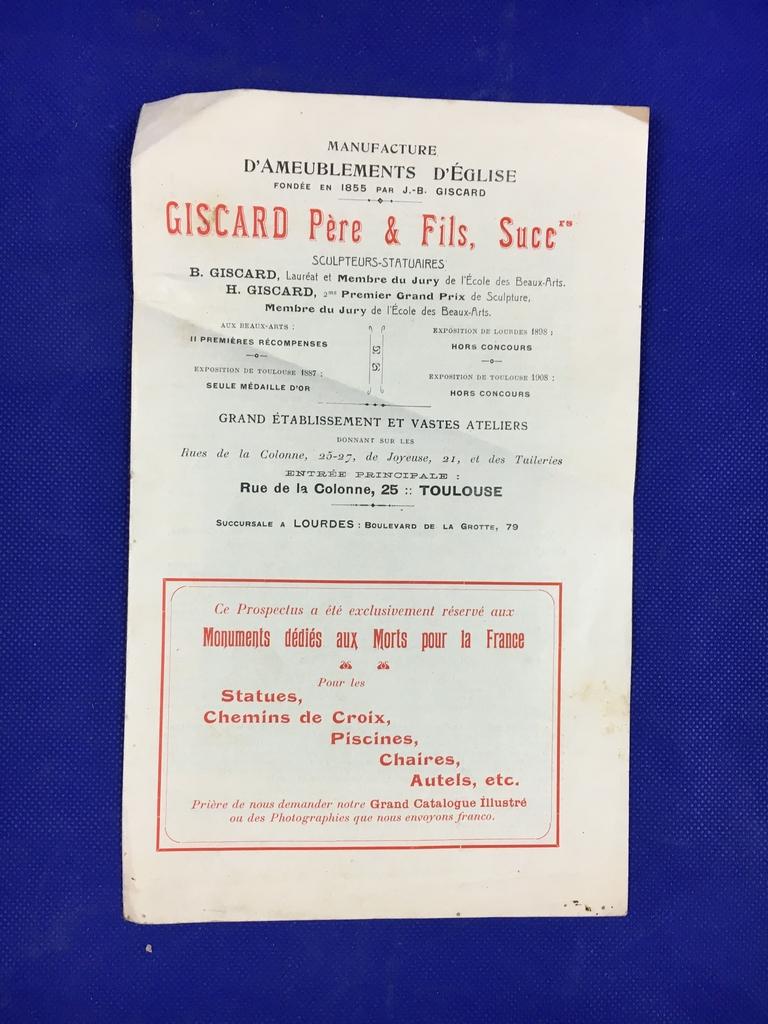 MANUFACTURE
D'AMEUBLEMENTS D'ÉGLISE
FONDÉE EN 1855 PAR J.-B. GISCARD
GISCARD Père & Fils, Succrs
SCULPTEURS-STATUAIRES
B. GISCARD, Lauréat et Membre du Jury de l'École des Beaux-Arts.
H. GISCARD, 2me Premier Grand Prix de Sculpture,
Membre du Jury de l'École des Beaux-Arts.
AUX BEAUX-ARTS :
11 PREMIÈRES RÉCOMPENSES
EXPOSITION DE TOULOUSE 1887 :
SEULE MÉDAILLE D'OR
EXPOSITION DE LOURDES 1898 :
HORS CONCOURS
EXPOSITION DE TOULOUSE 1908 :
HORS CONCOURS
GRAND ÉTABLISSEMENT ET VASTES ATELIERS
DONNANT SUR LES
Rues de la Colonne, 25-27, de Joyeuse, 21, et des Tuileries
ENTRÉE PRINCIPALE :
Rue de la Colonne, 25 :: TOULOUSE
SUCCURSALE A LOURDES : BOULEVARD DE LA GROTTE, 79
Ce Prospectus a été exclusivement réservé aux
Monuments dédiés aux Morts pour la France
Pour les
Statues,
Chemins de Croix,
Piscines,
Chaires,
Autels, etc.
Prière de nous demander notre Grand Catalogue Illustré
ou des Photographies que nous envoyons franco.